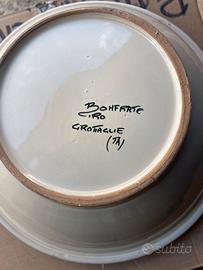 BONFRATE
CIRO
GROTTAGLIE
(TA)
subito